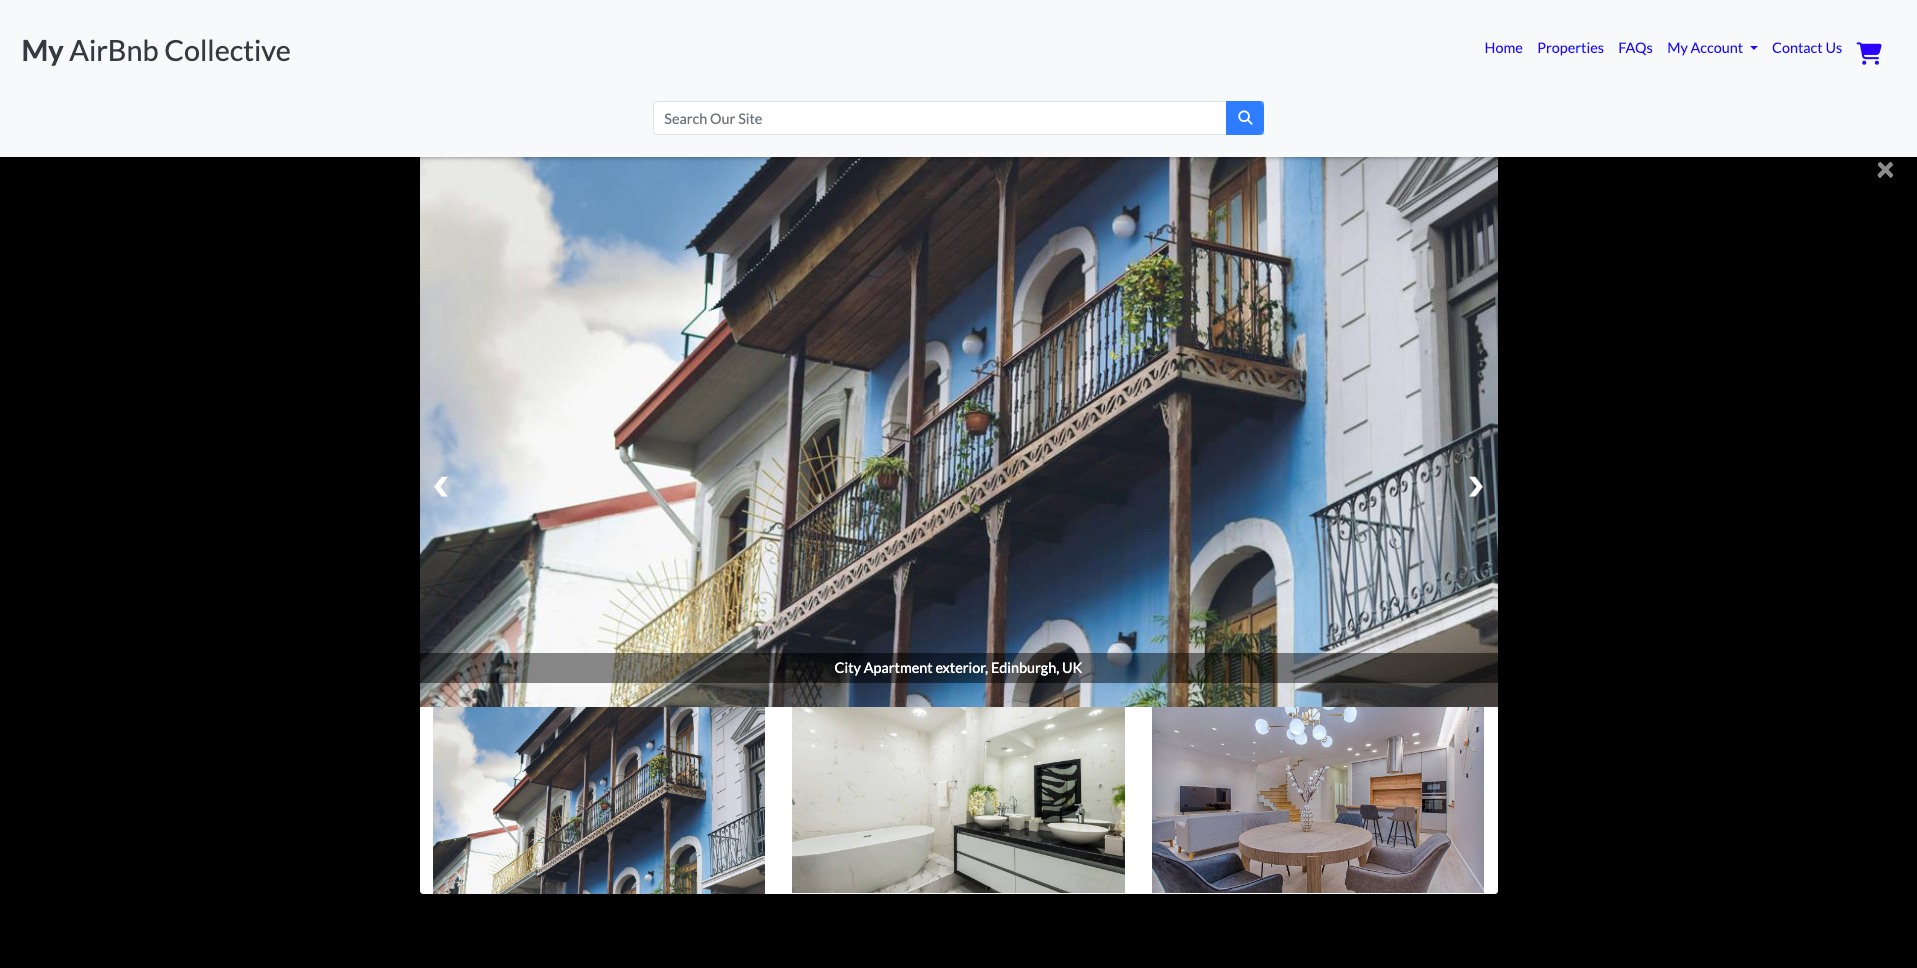 My AirBnb Collective
Home Properties FAQs My Account Contact Us
Search Our Site
City Apartment exterior, Edinburgh, UK